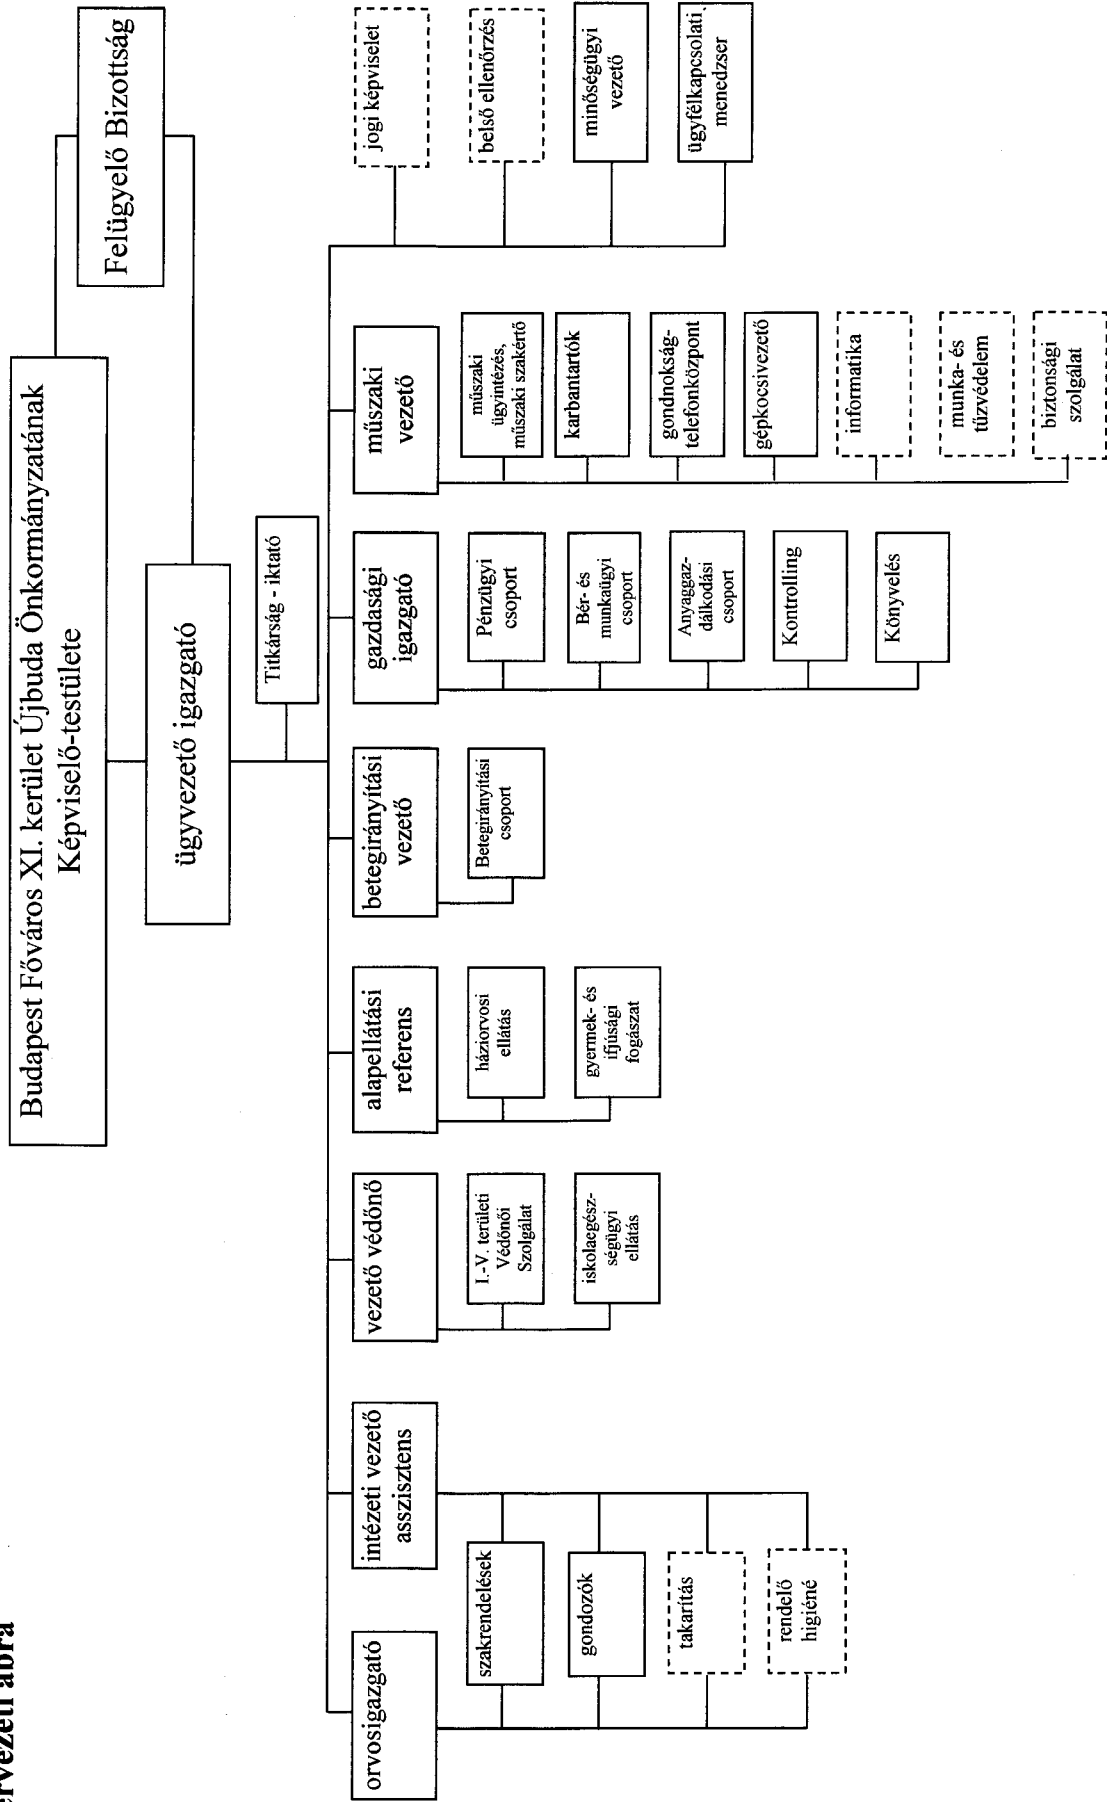 ervezeti ábra
Budapest Főváros XI. kerület Újbuda Önkormányzatának
Képviselő-testülete
Felügyelő Bizottság
ügyvezető igazgató
Titkárság - iktató
orvosigazgató
intézeti vezető
asszisztens
szakrendelések
gondozók
takarítás
rendelő
higiéné
vezető védőnő
I.-V. területi
Védőnői
Szolgálat
iskolaegész-
ségügyi
ellátás
alapellátási
referens
háziorvosi
ellátás
gyermek- és
ifjúsági
fogászat
betegirányítási
vezető
Betegirányítási
csoport
gazdasági
igazgató
Pénzügyi
csoport
Bér- és
munkaügyi
csoport
Anyaggaz-
dálkodási
csoport
Kontrolling
Könyvelés
műszaki
vezető
műszaki
ügyintézés,
műszaki szakértő
karbantartók
gondnokság-
telefonközpont
gépkocsivezető
informatika
munka- és
tűzvédelem
biztonsági
szolgálat
jogi képviselet
belső ellenőrzés
minőségügyi
vezető
ügyfélkapcsolati
menedzser